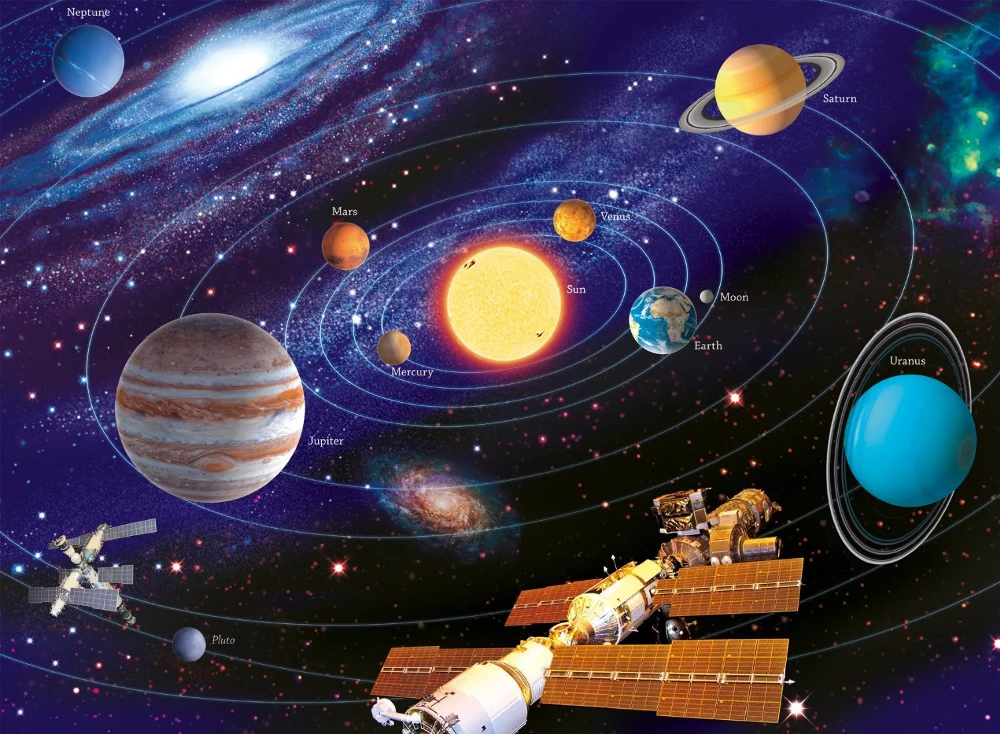 Neptune
Saturn
Mars
Venus
Sun
Moon
Earth
Mercury
Uranus
Jupiter
Pluto